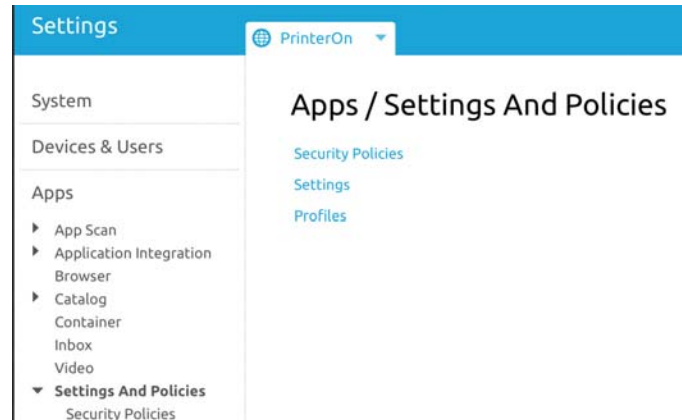 Settings
PrinterOn
System
Devices & Users
Apps
App Scan
Application Integration
Browser
Catalog
Container
Inbox
Video
Settings And Policies
Security Policies
Apps / Settings And Policies
Security Policies
Settings
Profiles